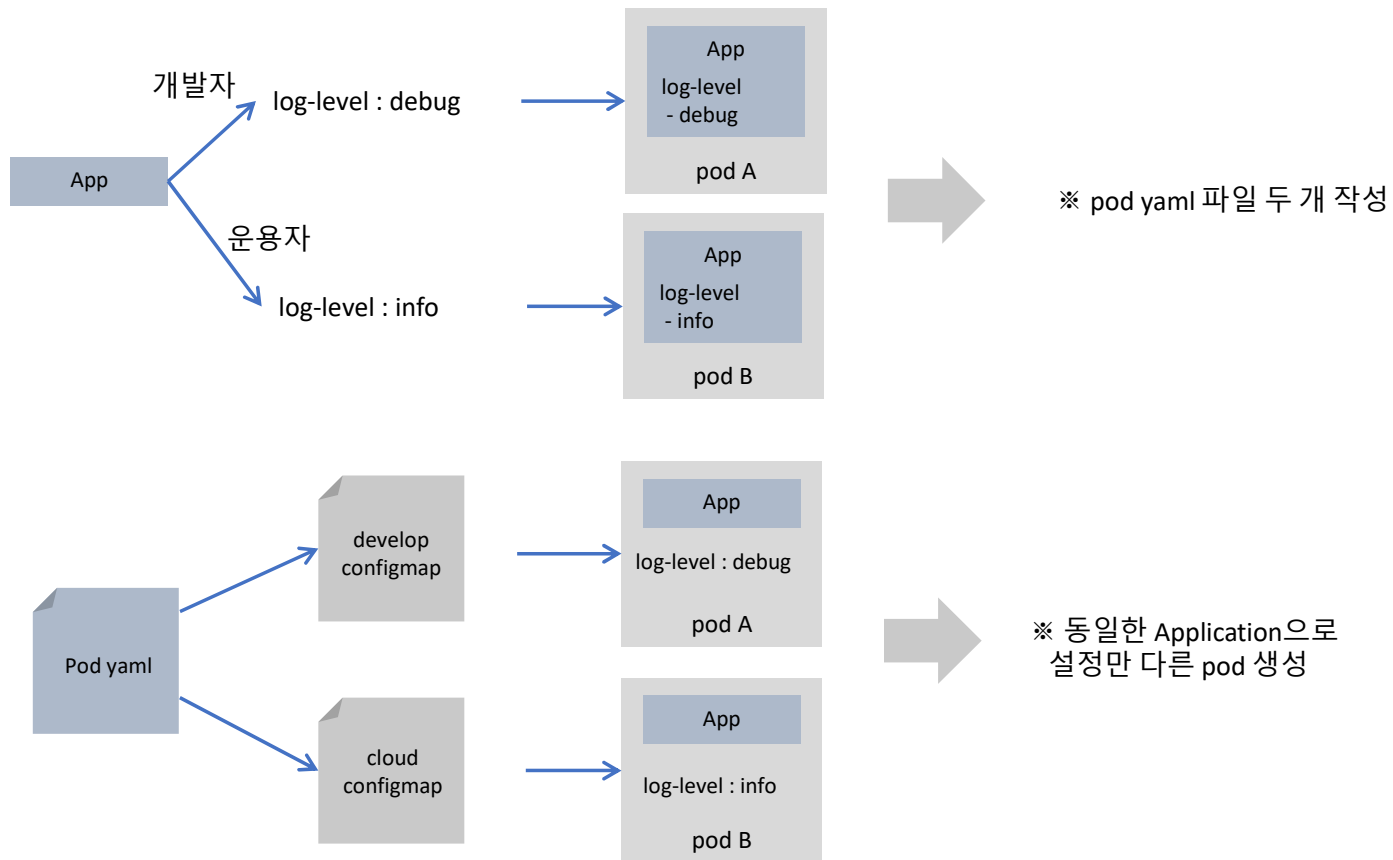 개발자
log-level : debug
App
운용자
log-level : info
App
log-level
- debug
pod A
App
log-level
- info
pod B
※ pod yaml 파일 두 개 작성
Pod yaml
develop
configmap
cloud
configmap
App
log-level : debug
pod A
App
log-level : info
pod B
※ 동일한 Application으로
설정만 다른 pod 생성